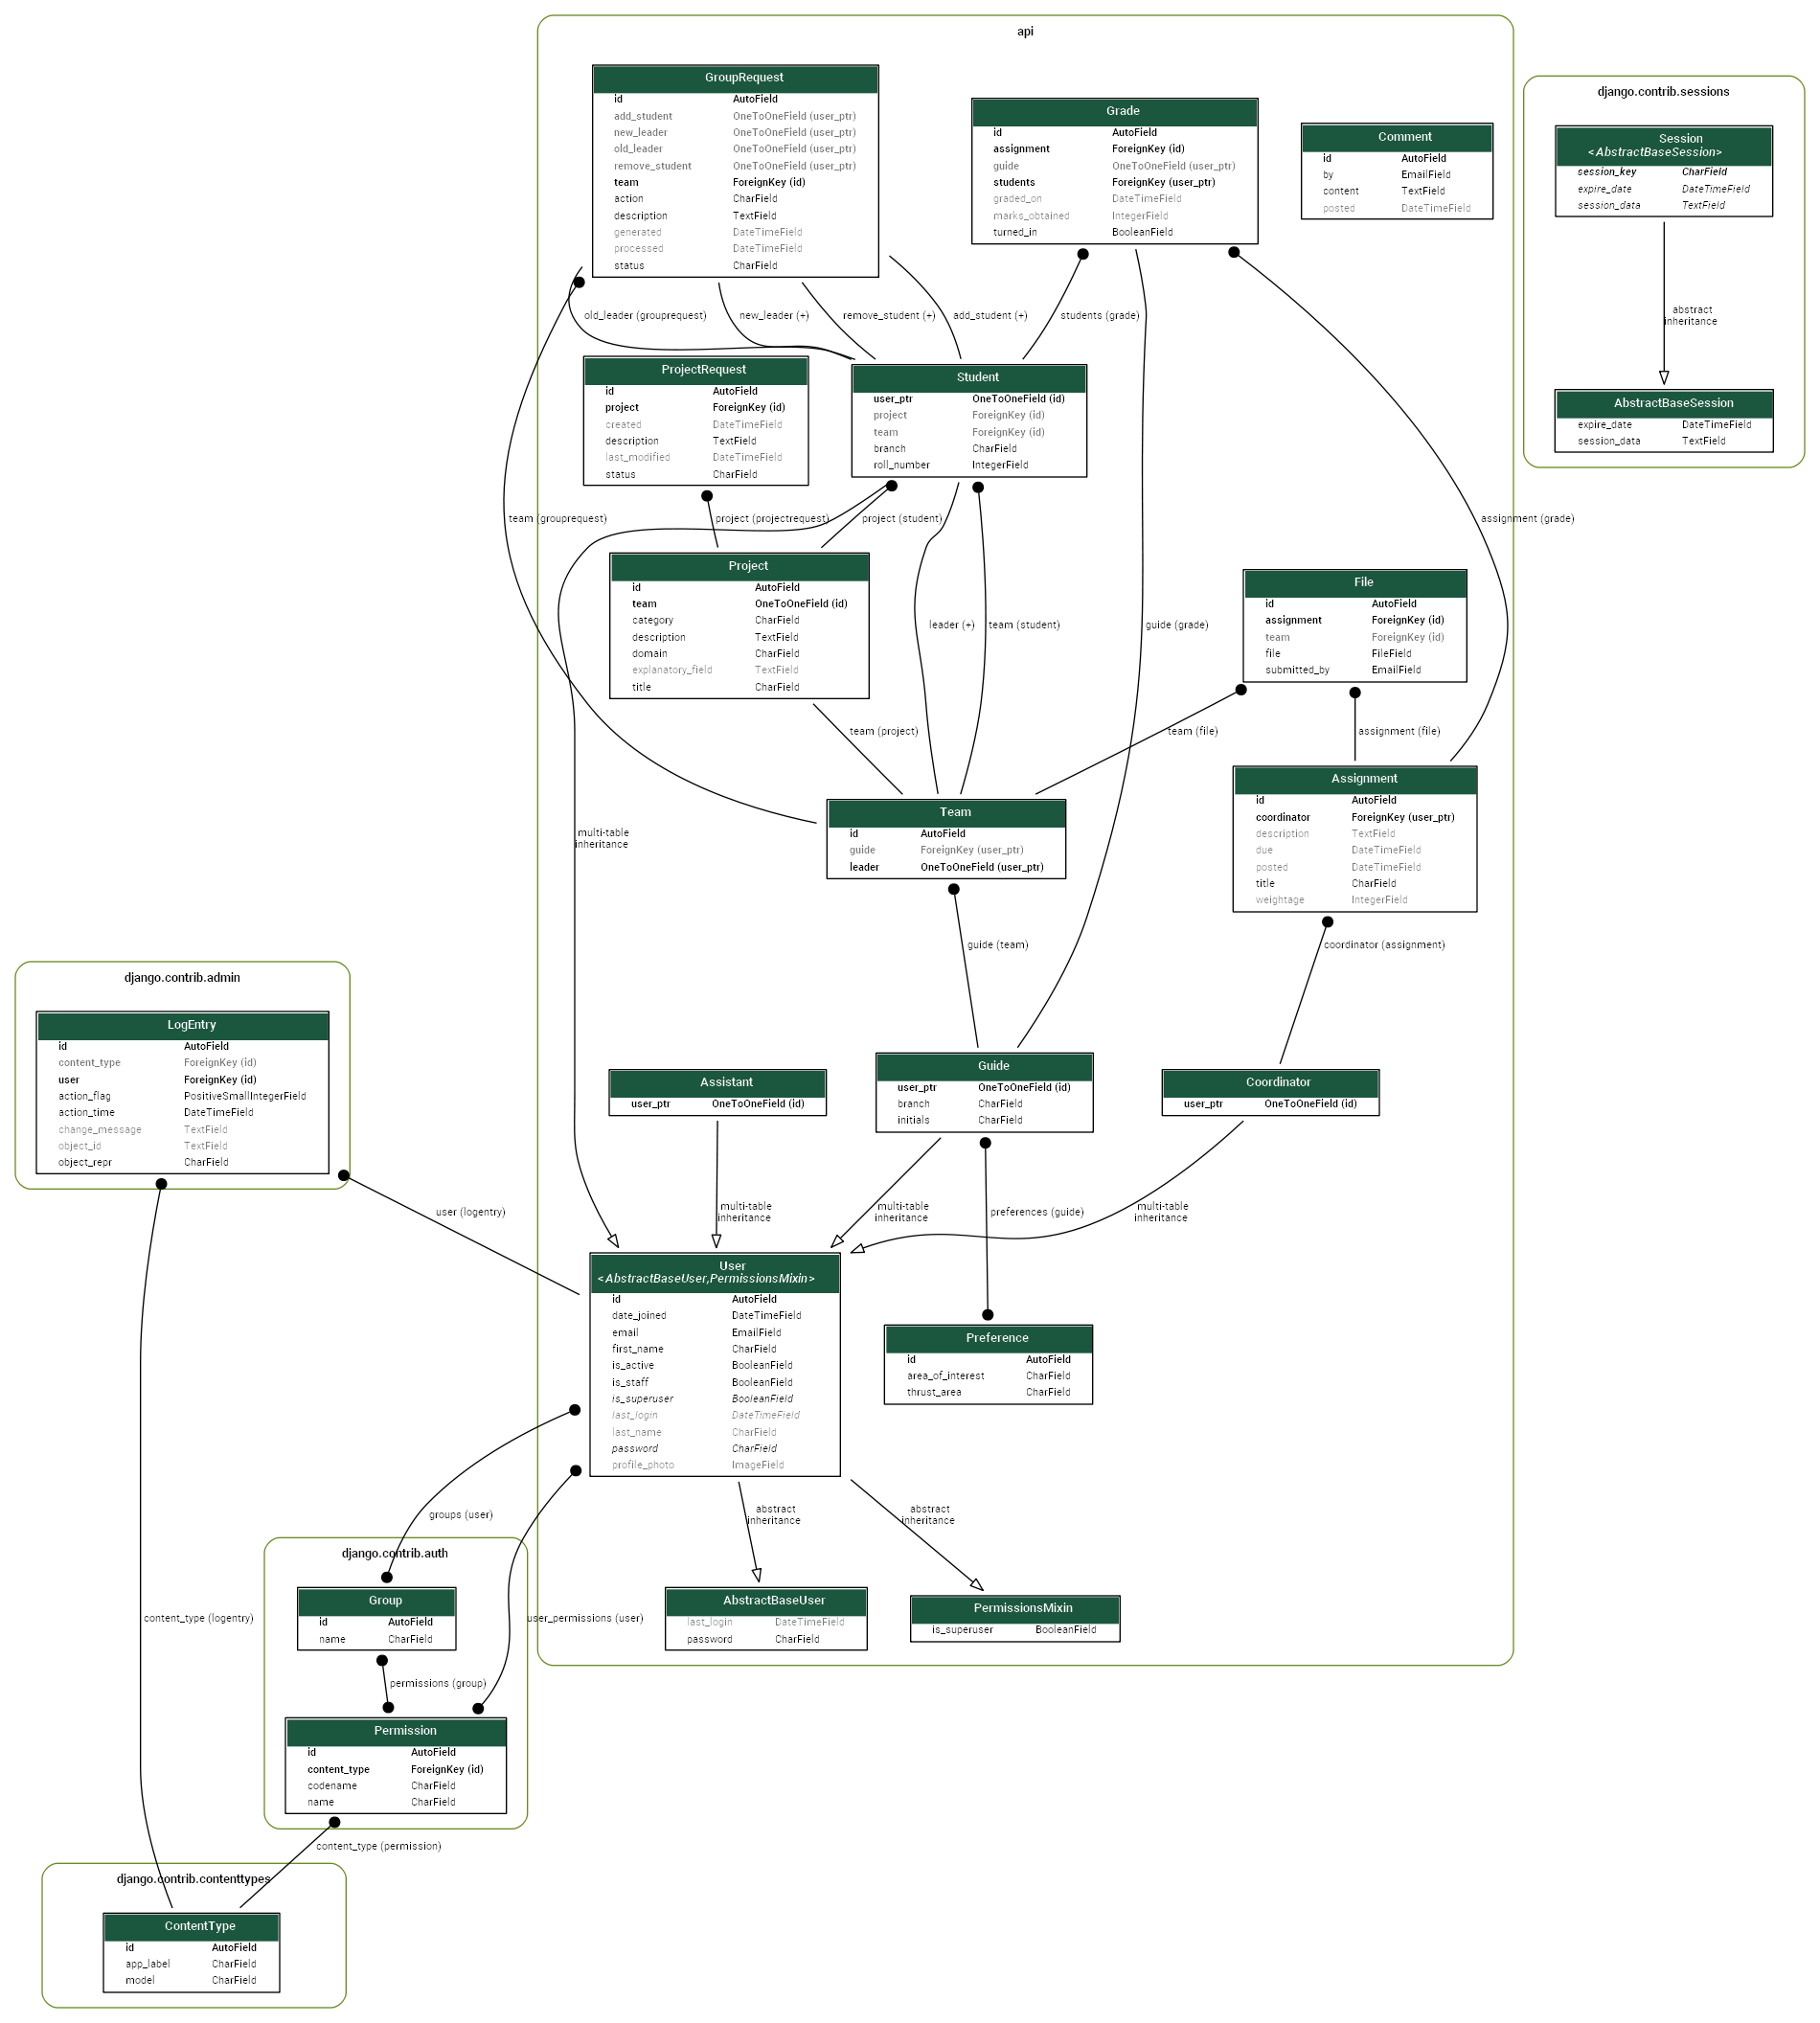 api
GroupRequest
id AutoField
add_student OneToOneField (user_ptr)
new_leader OneToOneField (user_ptr)
old_leader OneToOneField (user_ptr)
remove_student OneToOneField (user_ptr)
team ForeignKey (id)
action CharField
description TextField
generated DateTimeField
processed DateTimeField
status CharField
Grade
id AutoField
assignment ForeignKey (id)
guide OneToOneField (user_ptr)
students ForeignKey (user_ptr)
graded_on DateTimeField
marks_obtained IntegerField
turned_in BooleanField
Comment
id AutoField
by EmailField
content TextField
posted DateTimeField
django.contrib.sessions
Session
<AbstractBaseSession>
session_key CharField
expire_date DateTimeField
session_data TextField
abstract
inheritance
AbstractBaseSession
expire_date DateTimeField
session_data TextField
old_leader (grouprequest)
new_leader (+)
remove_student (+)
add_student (+)
students (grade)
ProjectRequest
id AutoField
project ForeignKey (id)
created DateTimeField
description TextField
last_modified DateTimeField
status CharField
Student
user_ptr OneToOneField (id)
project ForeignKey (id)
team ForeignKey (id)
branch CharField
roll_number IntegerField
team (grouprequest)
project (projectrequest)
project (student)
assignment (grade)
Project
id AutoField
team OneToOneField (id)
category CharField
description TextField
domain CharField
explanatory_field TextField
title CharField
leader (+)
team (student)
guide (grade)
File
id AutoField
assignment ForeignKey (id)
team ForeignKey (id)
file FileField
submitted_by EmailField
team (project)
team (file)
assignment (file)
multi-table
inheritance
Team
id AutoField
guide ForeignKey (user_ptr)
leader OneToOneField (user_ptr)
Assignment
id AutoField
coordinator ForeignKey (user_ptr)
description TextField
due DateTimeField
posted DateTimeField
title CharField
weightage IntegerField
guide (team)
coordinator (assignment)
django.contrib.admin
LogEntry
id AutoField
content_type ForeignKey (id)
user ForeignKey (id)
action_flag PositiveSmallIntegerField
action_time DateTimeField
change_message TextField
object_id TextField
object_repr CharField
Assistant
user_ptr OneToOneField (id)
Guide
user_ptr OneToOneField (id)
branch CharField
initials CharField
Coordinator
user_ptr OneToOneField (id)
user (logentry)
multi-table
inheritance
multi-table
inheritance
preferences (guide)
multi-table
inheritance
User
<AbstractBaseUser,PermissionsMixin>
id AutoField
date_joined DateTimeField
email EmailField
first_name CharField
is_active BooleanField
is_staff BooleanField
is_superuser BooleanField
last_login DateTimeField
last_name CharField
password CharField
profile_photo ImageField
Preference
id AutoField
area_of_interest CharField
thrust_area CharField
groups (user)
abstract
inheritance
abstract
inheritance
django.contrib.auth
Group
id AutoField
name CharField
content_type (logentry)
user_permissions (user)
AbstractBaseUser
last_login DateTimeField
password CharField
PermissionsMixin
is_superuser BooleanField
permissions (group)
Permission
id AutoField
content_type ForeignKey (id)
codename CharField
name CharField
content_type (permission)
django.contrib.contenttypes
ContentType
id AutoField
app_label CharField
model CharField